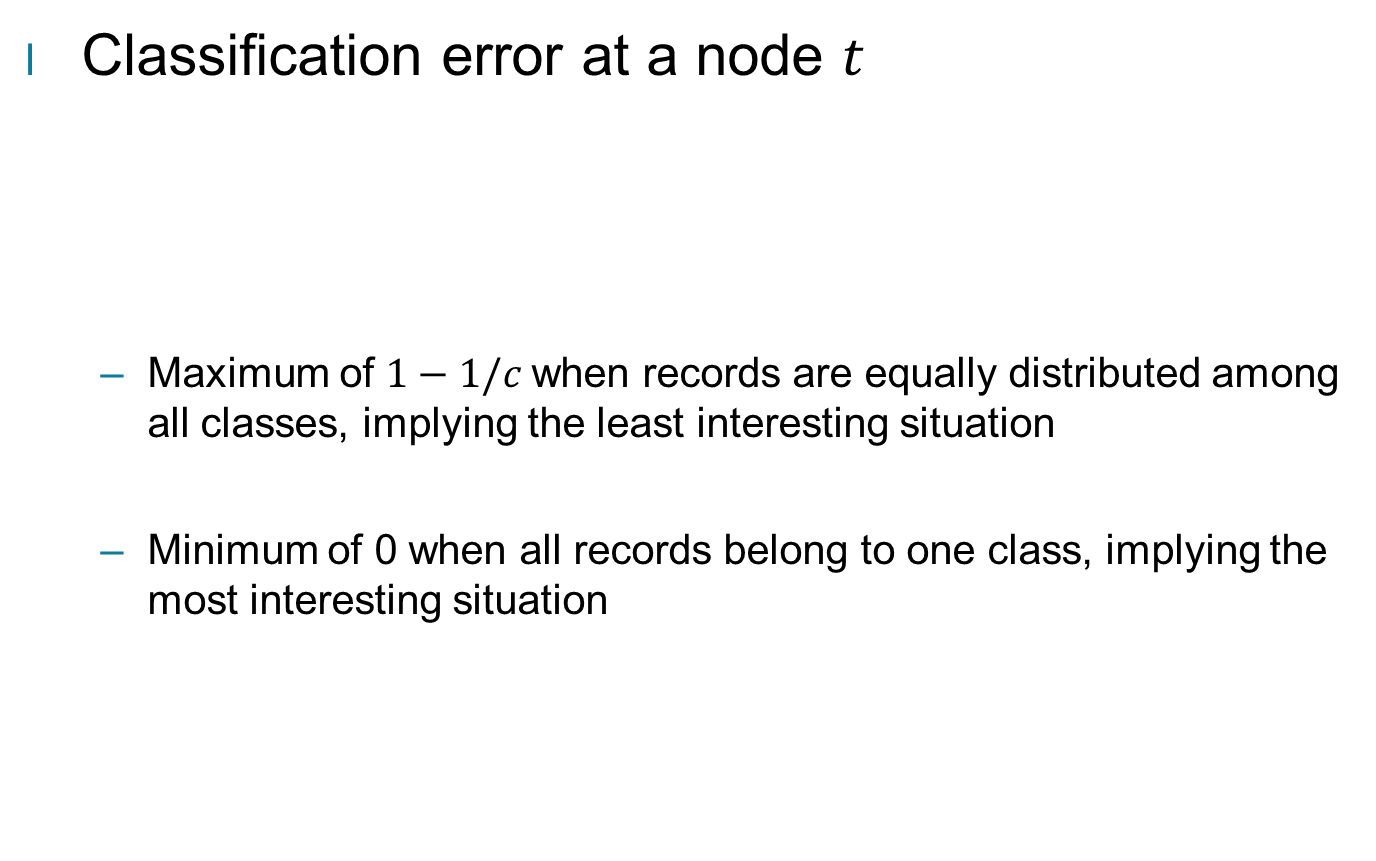 Classification error at a node 𝑡
– Maximum of 1 − 1/𝑐 when records are equally distributed among
all classes, implying the least interesting situation
– Minimum of 0 when all records belong to one class, implying the
most interesting situation